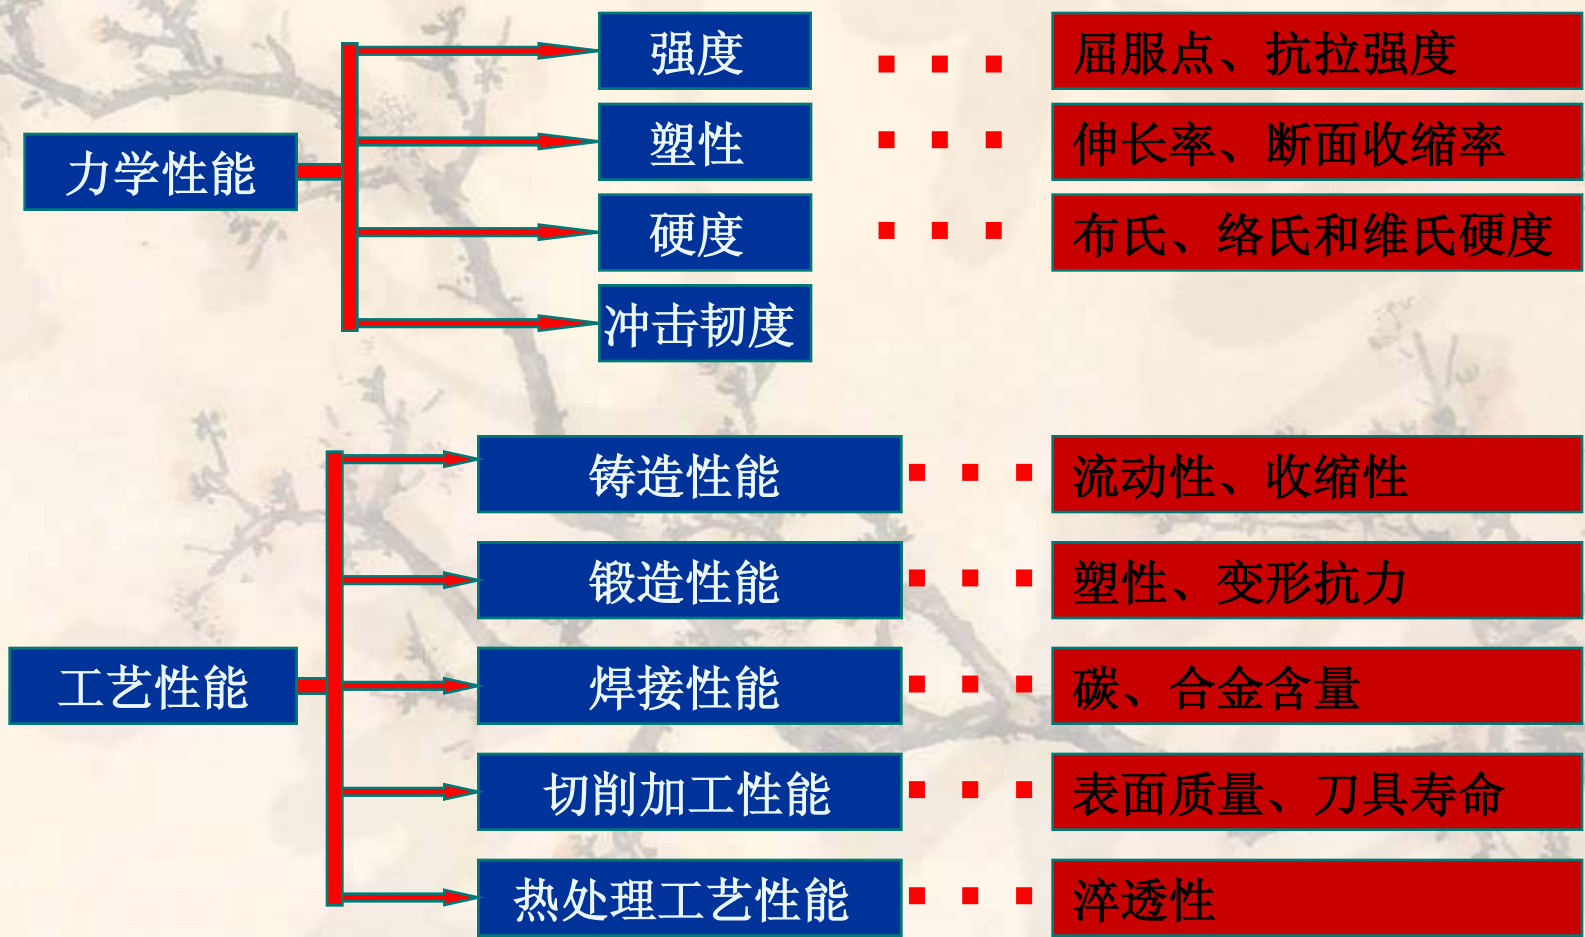 强度
屈服点、抗拉强度
塑性
伸长率、断面收缩率
力学性能
硬度
布氏、络氏和维氏硬度
冲击韧度
铸造性能
流动性、收缩性
锻造性能
塑性、变形抗力
工艺性能
焊接性能
碳、合金含量
切削加工性能
表面质量、刀具寿命
热处理工艺性能
淬透性